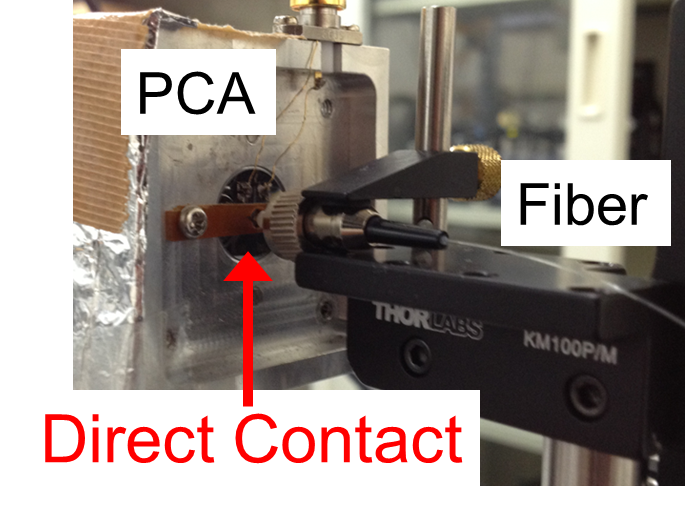 PCA
Fiber
THORLABS
KM100P/M
Direct Contact